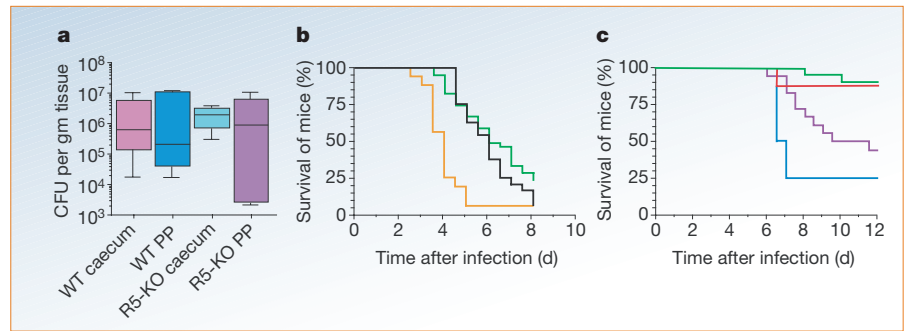 a
10⁸
10⁷
10⁶
10⁵
10⁴
10³
CFU per gm tissue
WT caecum
WT PP
R5-KO caecum
R5-KO PP
b
100
75
50
25
0
Survival of mice (%)
0 2 4 6 8 10
Time after infection (d)
c
100
75
50
25
0
Survival of mice (%)
0 2 4 6 8 10 12
Time after infection (d)